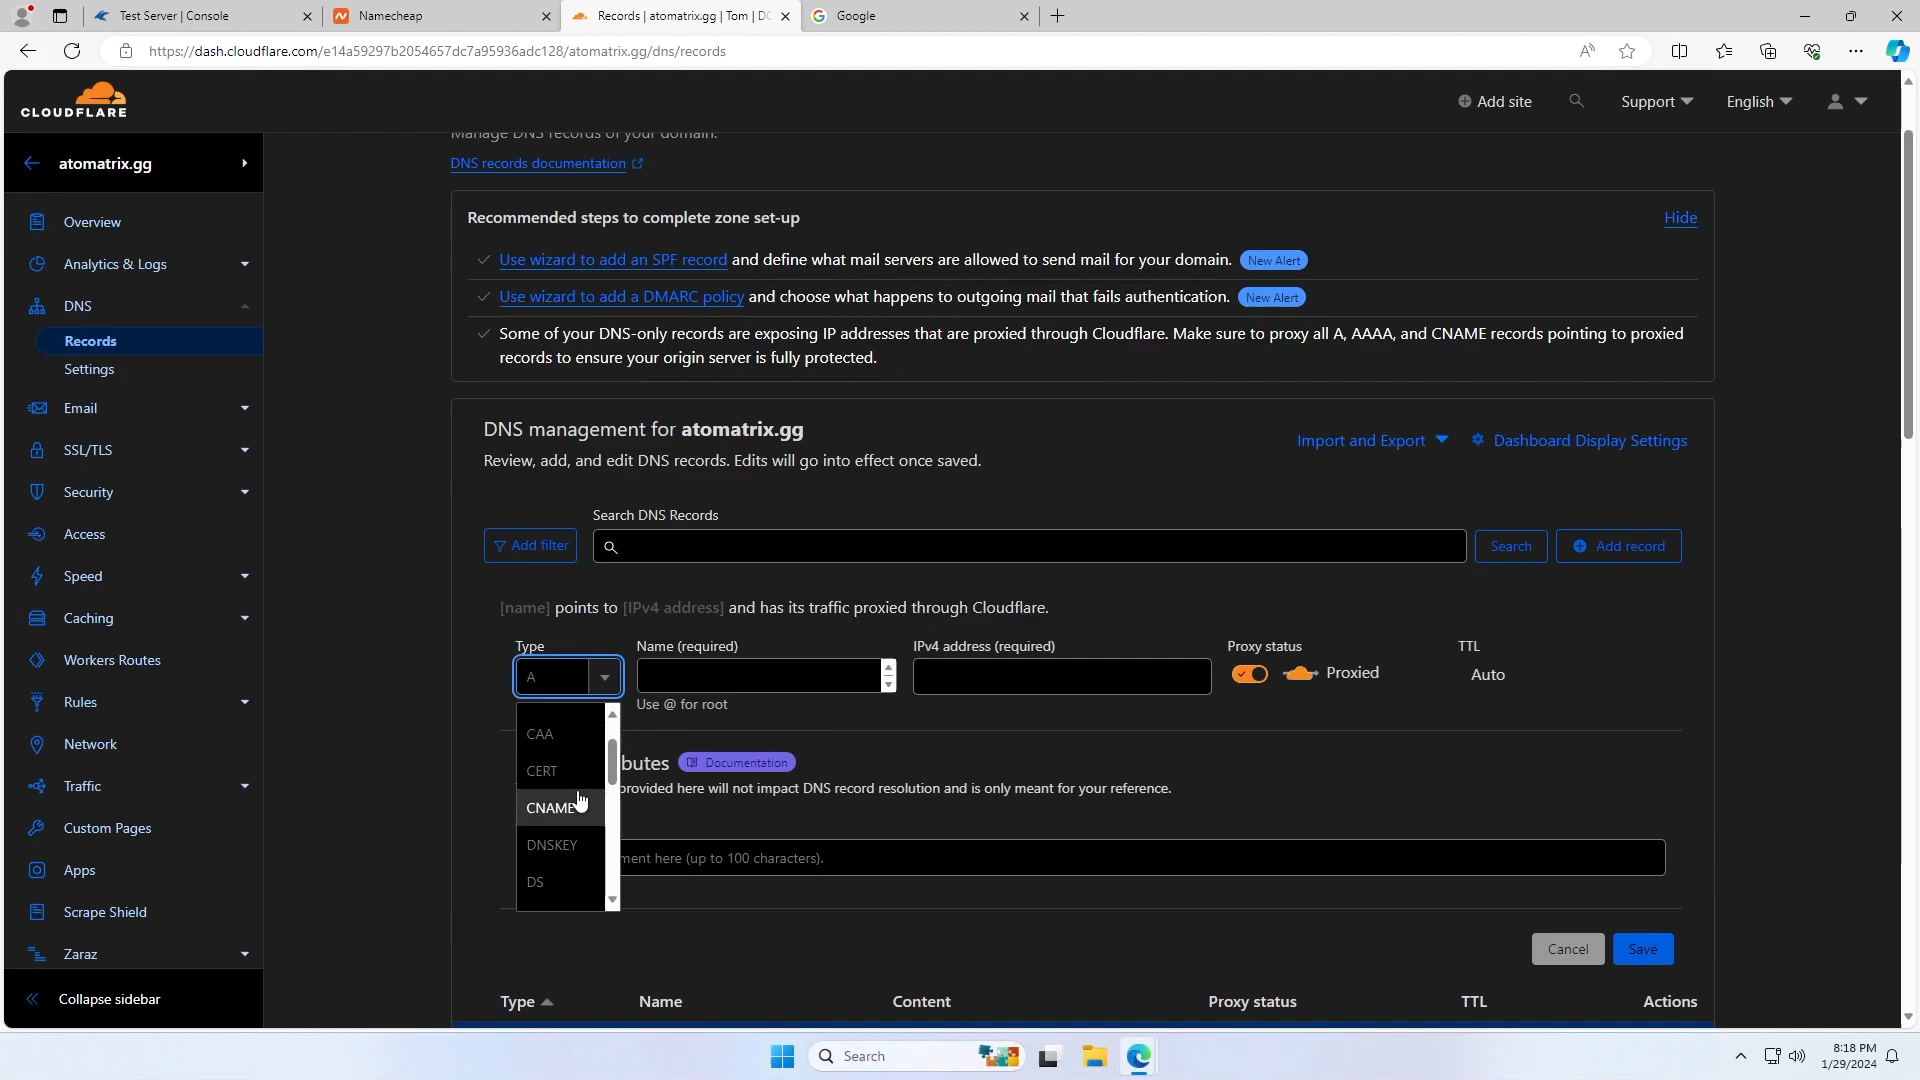 Test Server | Console
Namecheap
Records | atomatrix.gg | Tom | DC
Google
https://dash.cloudflare.com/e14a59297b2054657dc7a95936adc128/atomatrix.gg/dns/records
CLOUDFLARE
Add site
Support
English
atomatrix.gg
Overview
Analytics & Logs
DNS
Records
Settings
Email
SSL/TLS
Security
Access
Speed
Caching
Workers Routes
Rules
Network
Traffic
Custom Pages
Apps
Scrape Shield
Zaraz
Collapse sidebar
Manage DNS records of your domain.
DNS records documentation
Recommended steps to complete zone set-up
Hide
Use wizard to add an SPF record and define what mail servers are allowed to send mail for your domain. New Alert
Use wizard to add a DMARC policy and choose what happens to outgoing mail that fails authentication. New Alert
Some of your DNS-only records are exposing IP addresses that are proxied through Cloudflare. Make sure to proxy all A, AAAA, and CNAME records pointing to proxied
records to ensure your origin server is fully protected.
DNS management for atomatrix.gg
Review, add, and edit DNS records. Edits will go into effect once saved.
Import and Export
Dashboard Display Settings
Search DNS Records
Add filter
Search
Add record
[name] points to [IPv4 address] and has its traffic proxied through Cloudflare.
Type
Name (required)
IPv4 address (required)
Proxy status
TTL
A
Proxied
Auto
Use @ for root
CAA
CERT
CNAME
DNSKEY
DS
butes
Documentation
provided here will not impact DNS record resolution and is only meant for your reference.
ment here (up to 100 characters).
Cancel
Save
Type
Name
Content
Proxy status
TTL
Actions
Search
8:18 PM
1/29/2024